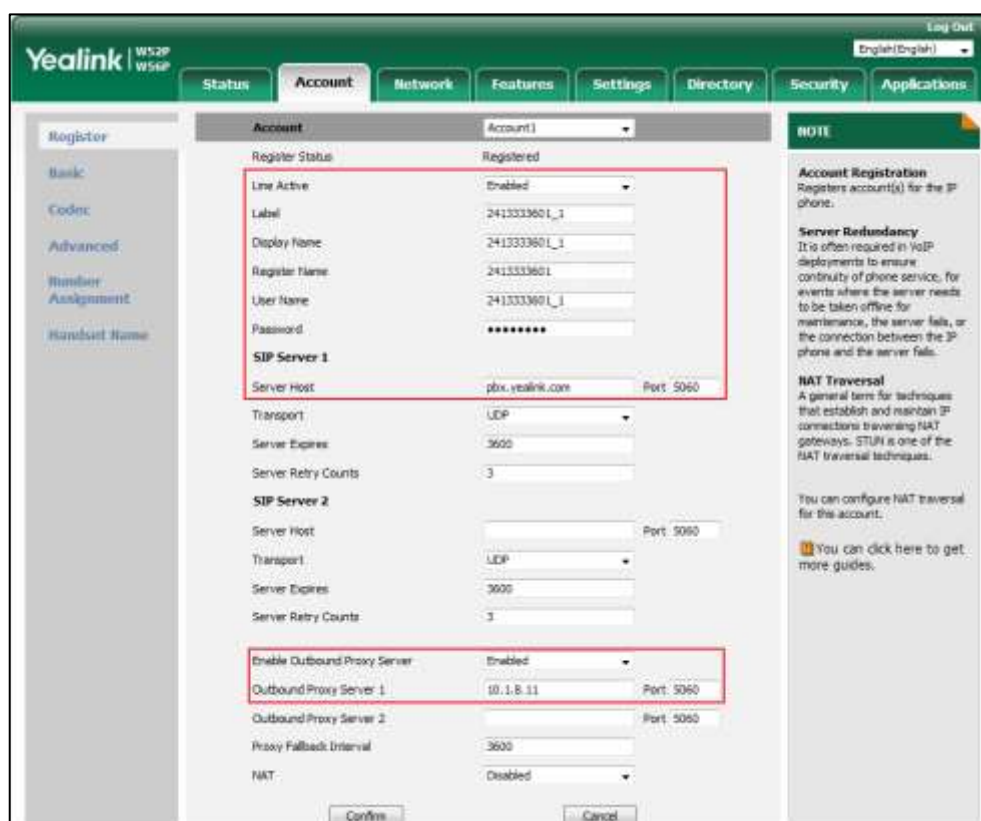 Log Out
English(English)
Yealink | W52P W56P
Status Account Network Features Settings Directory Security Applications
Register
Basic
Codec
Advanced
Number Assignment
Handset Name
Account Account1
Register Status Registered
Line Active Enabled
Label 2413333601_1
Display Name 2413333601_1
Register Name 2413333601
User Name 2413333601_1
Password ••••••••
SIP Server 1
Server Host pbx.yealink.com Port 5060
Transport UDP
Server Expires 3600
Server Retry Counts 3
SIP Server 2
Server Host Port 5060
Transport UDP
Server Expires 3600
Server Retry Counts 3
Enable Outbound Proxy Server Enabled
Outbound Proxy Server 1 10.1.8.11 Port 5060
Outbound Proxy Server 2 Port 5060
Proxy Fallback Interval 3600
NAT Disabled
Confirm Cancel
NOTE
Account Registration
Registers account(s) for the IP
phone.
Server Redundancy
It is often required in VoIP
deployments to ensure
continuity of phone service, for
events where the server needs
to be taken offline for
maintenance, the server fails, or
the connection between the IP
phone and the server fails.
NAT Traversal
A general term for techniques
that establish and maintain IP
connections traversing NAT
gateways. STUN is one of the
NAT traversal techniques.
You can configure NAT traversal
for this account.
You can click here to get
more guides.